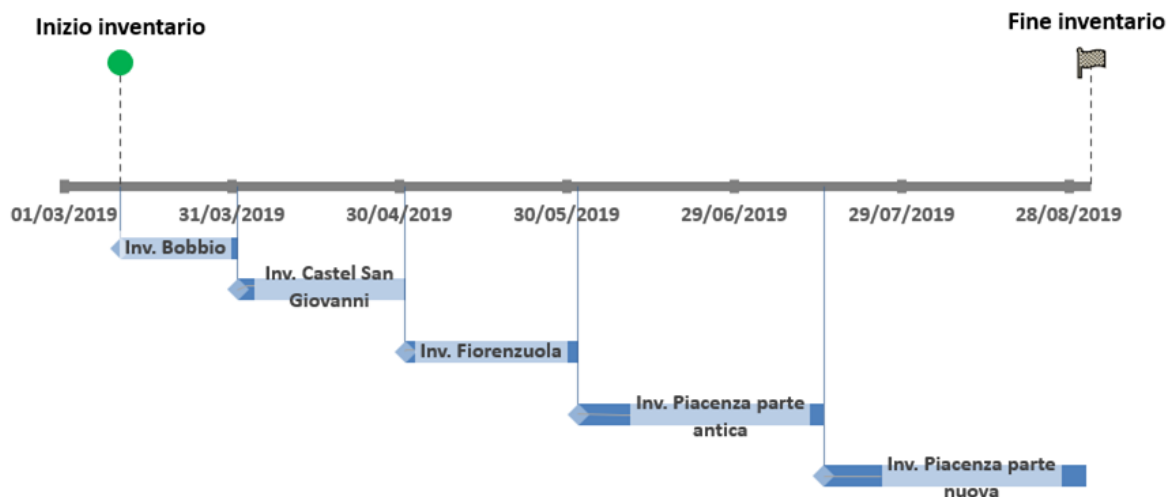 Inizio inventario
Fine inventario
01/03/2019
31/03/2019
30/04/2019
30/05/2019
29/06/2019
29/07/2019
28/08/2019
Inv. Bobbio
Inv. Castel San
Giovanni
Inv. Fiorenzuola
Inv. Piacenza parte
antica
Inv. Piacenza parte
nuova